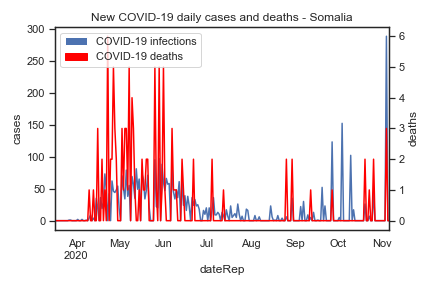 New COVID-19 daily cases and deaths - Somalia
COVID-19 infections
COVID-19 deaths
300
250
200
150
100
50
0
cases
6
5
4
3
2
1
0
deaths
Apr May Jun Jul Aug Sep Oct Nov
2020
dateRep